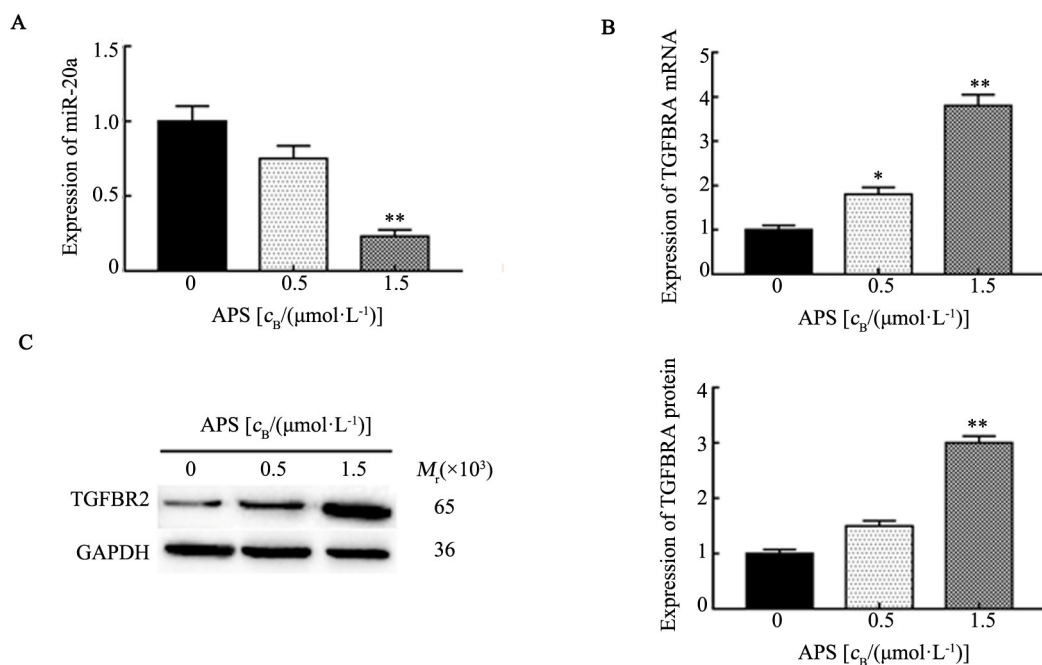 A
Expression of miR-20a
1.5
1.0
0.5
0
**
0 0.5 1.5
APS [cB/(μmol·L-1)]
B
Expression of TGFBRA mRNA
5
4
3
2
1
0
* **
0 0.5 1.5
APS [cB/(μmol·L-1)]
C
APS [cB/(μmol·L-1)]
0 0.5 1.5 Mr(×103)
TGFBR2 65
GAPDH 36
Expression of TGFBRA protein
4
3
2
1
0
**
0 0.5 1.5
APS [cB/(μmol·L-1)]